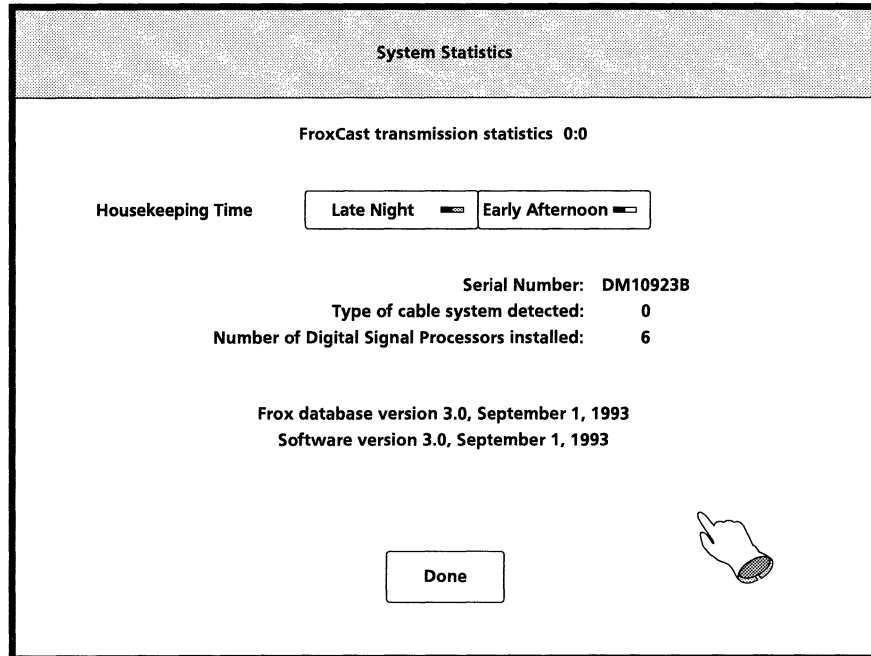 System Statistics
FroxCast transmission statistics 0:0
Housekeeping Time Late Night Early Afternoon
Serial Number: DM10923B
Type of cable system detected: 0
Number of Digital Signal Processors installed: 6
Frox database version 3.0, September 1, 1993
Software version 3.0, September 1, 1993
Done